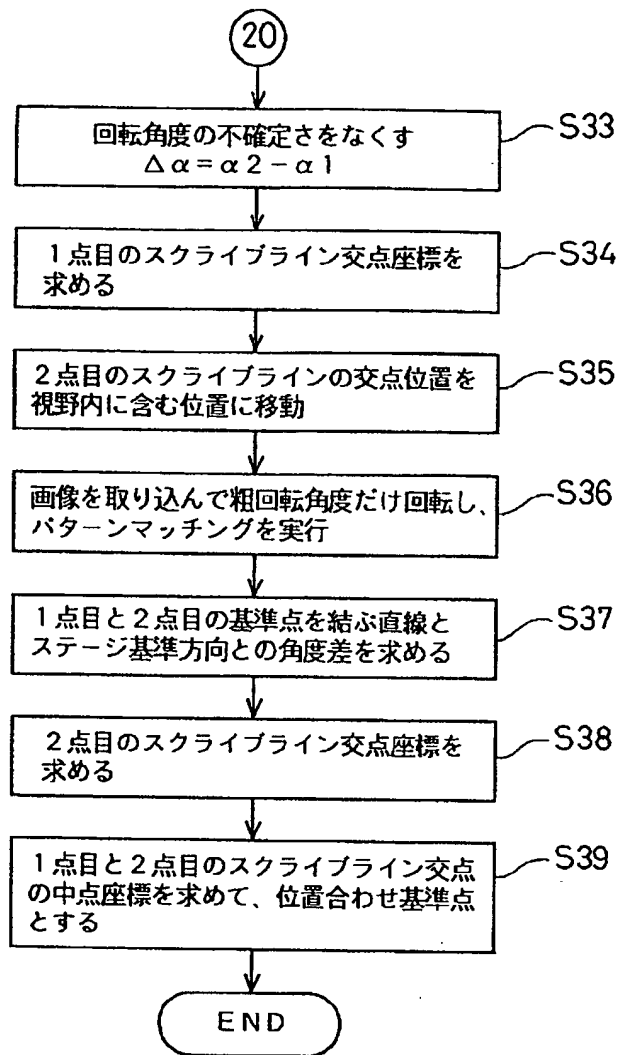 20
回転角度の不確定さをなくす
Δα=α2-α1
S33
1点目のスクライブライン交点座標を
求める
S34
2点目のスクライブラインの交点位置を
視野内に含む位置に移動
S35
画像を取り込んで粗回転角度だけ回転し、
パターンマッチングを実行
S36
1点目と2点目の基準点を結ぶ直線と
ステージ基準方向との角度差を求める
S37
2点目のスクライブライン交点座標を
求める
S38
1点目と2点目のスクライブライン交点
の中点座標を求めて、位置合わせ基準点
とする
S39
END